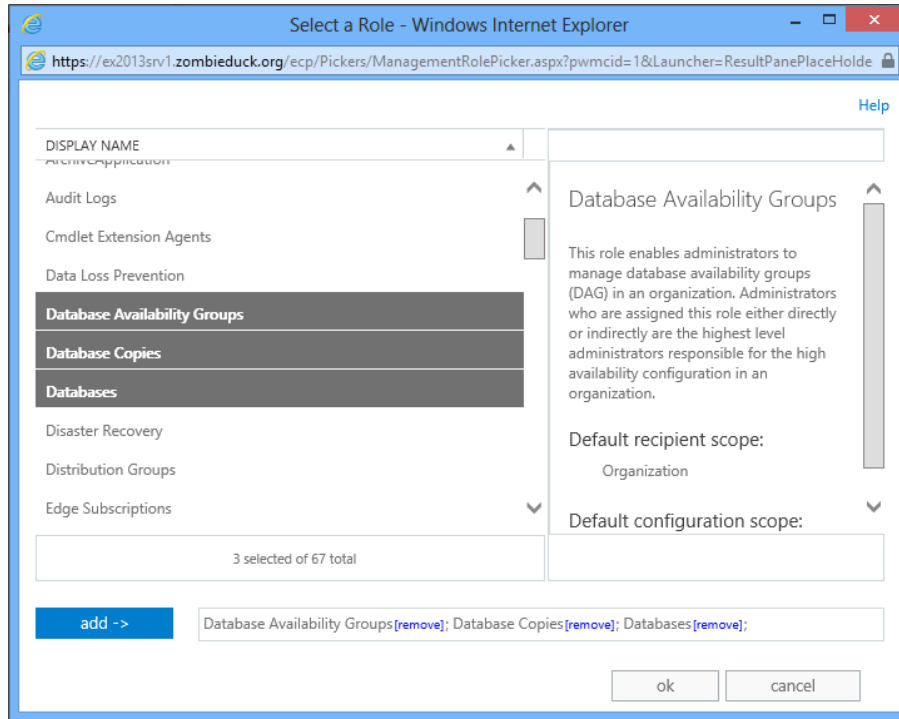 Select a Role - Windows Internet Explorer
https://ex2013srv1.zombieduck.org/ecp/Pickers/ManagementRolePicker.aspx?pwmcid=1&Launcher=ResultPanePlaceHolde
Help
DISPLAY NAME
ArchiveApplication
Audit Logs
Cmdlet Extension Agents
Data Loss Prevention
Database Availability Groups
Database Copies
Databases
Disaster Recovery
Distribution Groups
Edge Subscriptions
3 selected of 67 total
Database Availability Groups
This role enables administrators to
manage database availability groups
(DAG) in an organization. Administrators
who are assigned this role either directly
or indirectly are the highest level
administrators responsible for the high
availability configuration in an
organization.
Default recipient scope:
Organization
Default configuration scope:
add ->
Database Availability Groups[remove]; Database Copies[remove]; Databases[remove];
ok
cancel